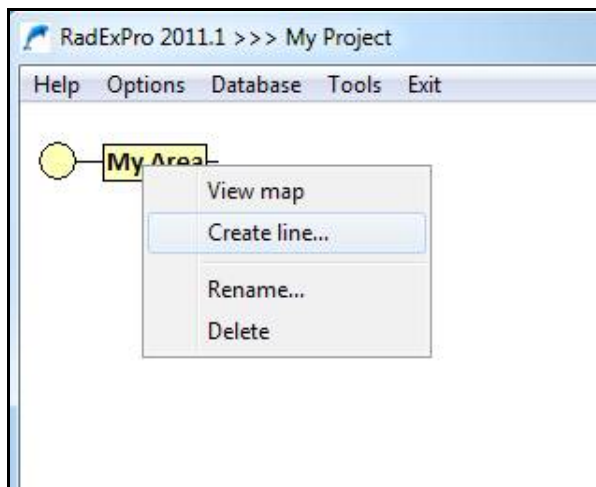 RadExPro 2011.1 >>> My Project
Help Options Database Tools Exit
My Area
View map
Create line...
Rename...
Delete